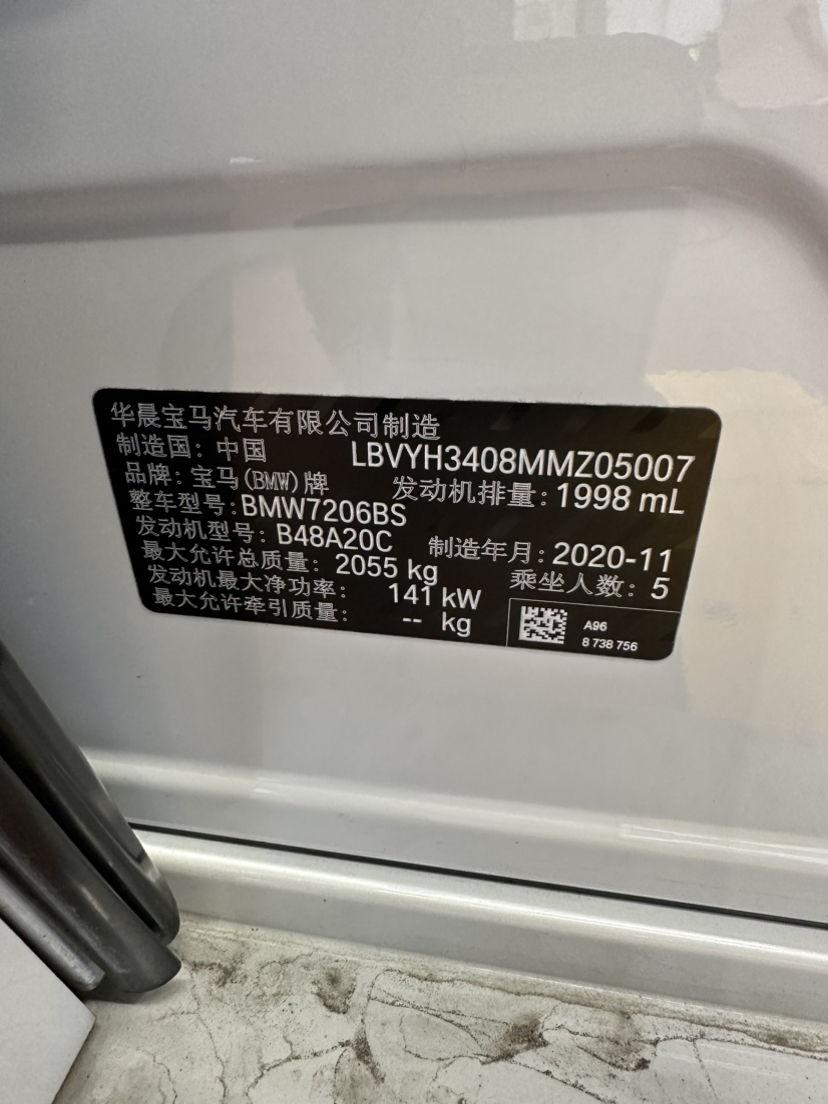 华晨宝马汽车有限公司制造
制造国：中国 LBVYH3408MMZ05007
品牌：宝马(BMW)牌 发动机排量：1998 mL
整车型号：BMW7206BS
发动机型号：B48A20C 制造年月：2020-11
最大允许总质量：2055 kg 乘坐人数：5
发动机最大净功率：141 kW
最大允许牵引质量：-- kg
A96
8 738 756